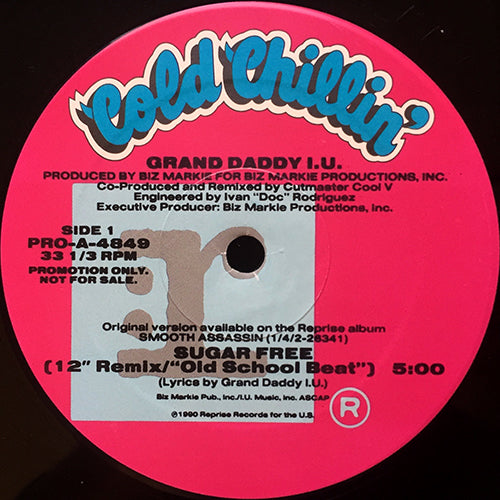 Cold Chillin'
GRAND DADDY I.U.
PRODUCED BY BIZ MARKIE FOR BIZ MARKIE PRODUCTIONS, INC.
Co-Produced and Remixed by Cutmaster Cool V
Engineered by Ivan "Doc" Rodriguez
Executive Producer: Biz Markie Productions, Inc.
SIDE 1
PRO-A-4849
33 1/3 RPM
PROMOTION ONLY.
NOT FOR SALE.
Original version available on the Reprise album
SMOOTH ASSASSIN (1/4/2-26341)
SUGAR FREE
(12" Remix/"Old School Beat") 5:00
(Lyrics by Grand Daddy I.U.)
Biz Markie Pub., Inc./I.U. Music, Inc. ASCAP
℗1990 Reprise Records for the U.S.
R